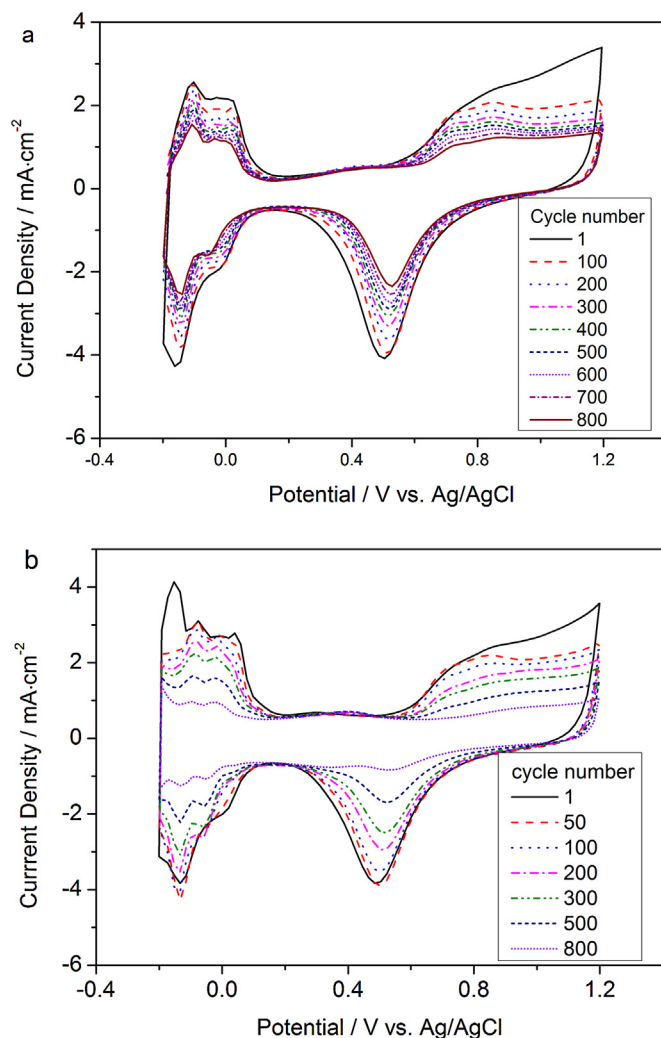 a
4
2
0
-2
-4
-6
Current Density / mA·cm-2
Cycle number
1
100
200
300
400
500
600
700
800
-0.4 0.0 0.4 0.8 1.2
Potential / V vs. Ag/AgCl
b
4
2
0
-2
-4
-6
Currrent Density / mA·cm-2
cycle number
1
50
100
200
300
500
800
-0.4 0.0 0.4 0.8 1.2
Potential / V vs. Ag/AgCl